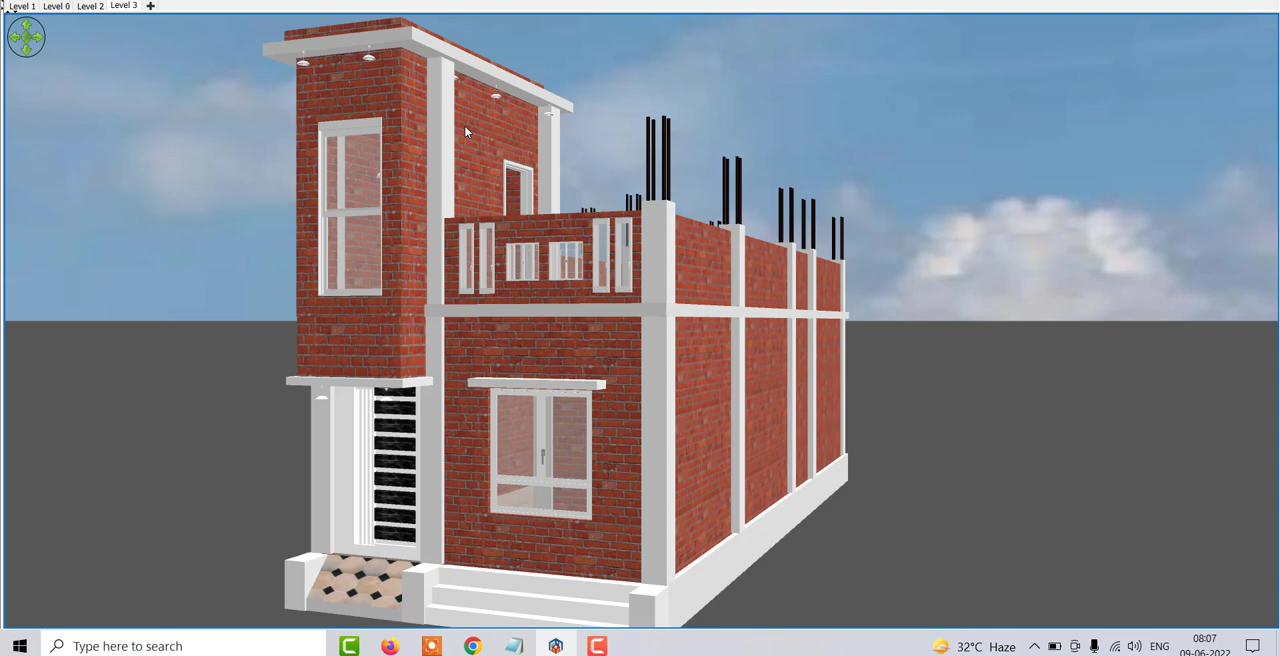 Level 1 Level 0 Level 2 Level 3
Type here to search
32°C Haze
ENG
08:07
09-06-2022